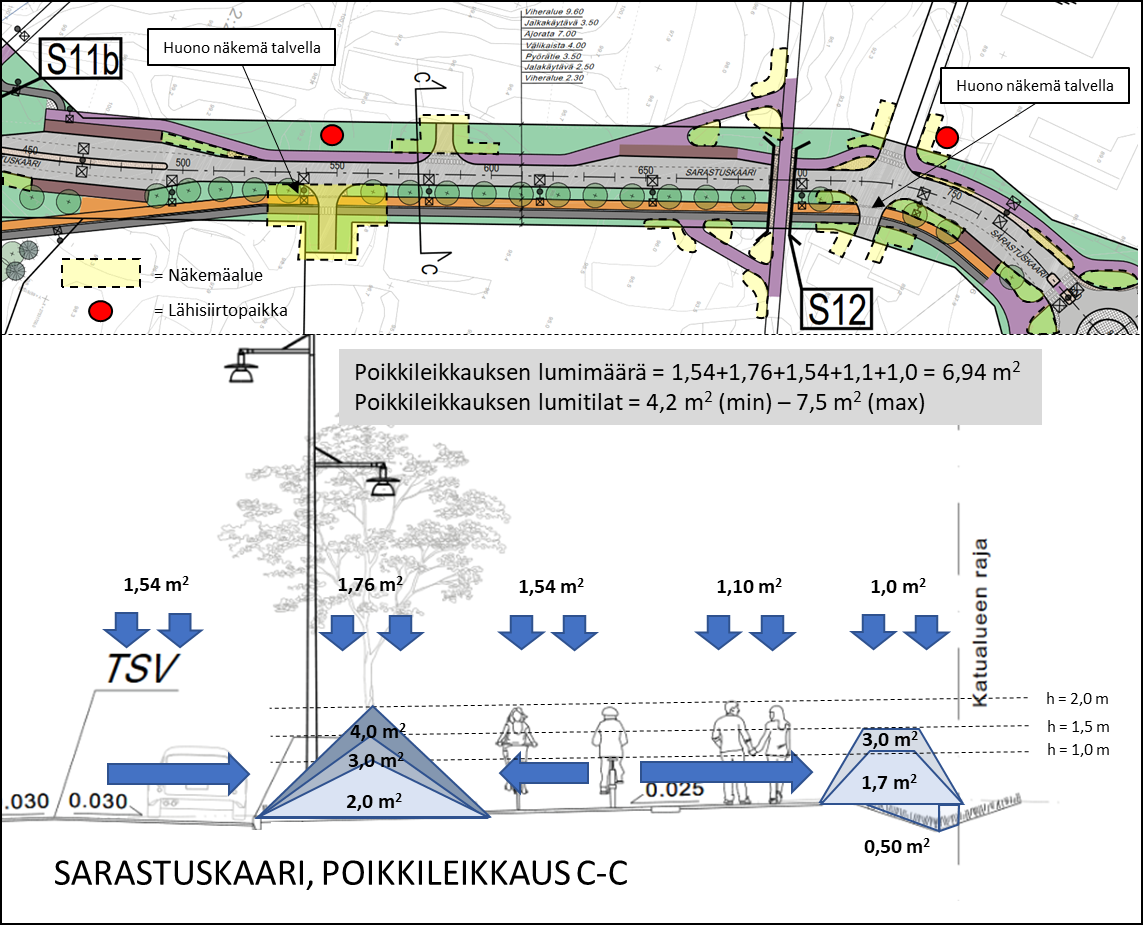 Viheralue 9.60
Jalkakäytävä 3.50
Ajorata 7.00
Välikaista 4.00
Pyörätie 3.50
Jalakäytävä 2.50
Viheralue 2.30
S11b
Huono näkemä talvella
Huono näkemä talvella
C
450
500
550
600
650
SARASTUSKAARI
750
SARASTUSKAARI
C
= Näkemäalue
= Lähisiirtopaikka
S12
Poikkileikkauksen lumimäärä = 1,54+1,76+1,54+1,1+1,0 = 6,94 m²
Poikkileikkauksen lumitilat = 4,2 m² (min) – 7,5 m² (max)
Katualueen raja
1,54 m² 1,76 m² 1,54 m² 1,10 m² 1,0 m²
TSV
h = 2,0 m
h = 1,5 m
h = 1,0 m
4,0 m²
3,0 m²
2,0 m²
3,0 m²
1,7 m²
.030 0.030
0.025
0,50 m²
SARASTUSKAARI, POIKKILEIKKAUS C-C